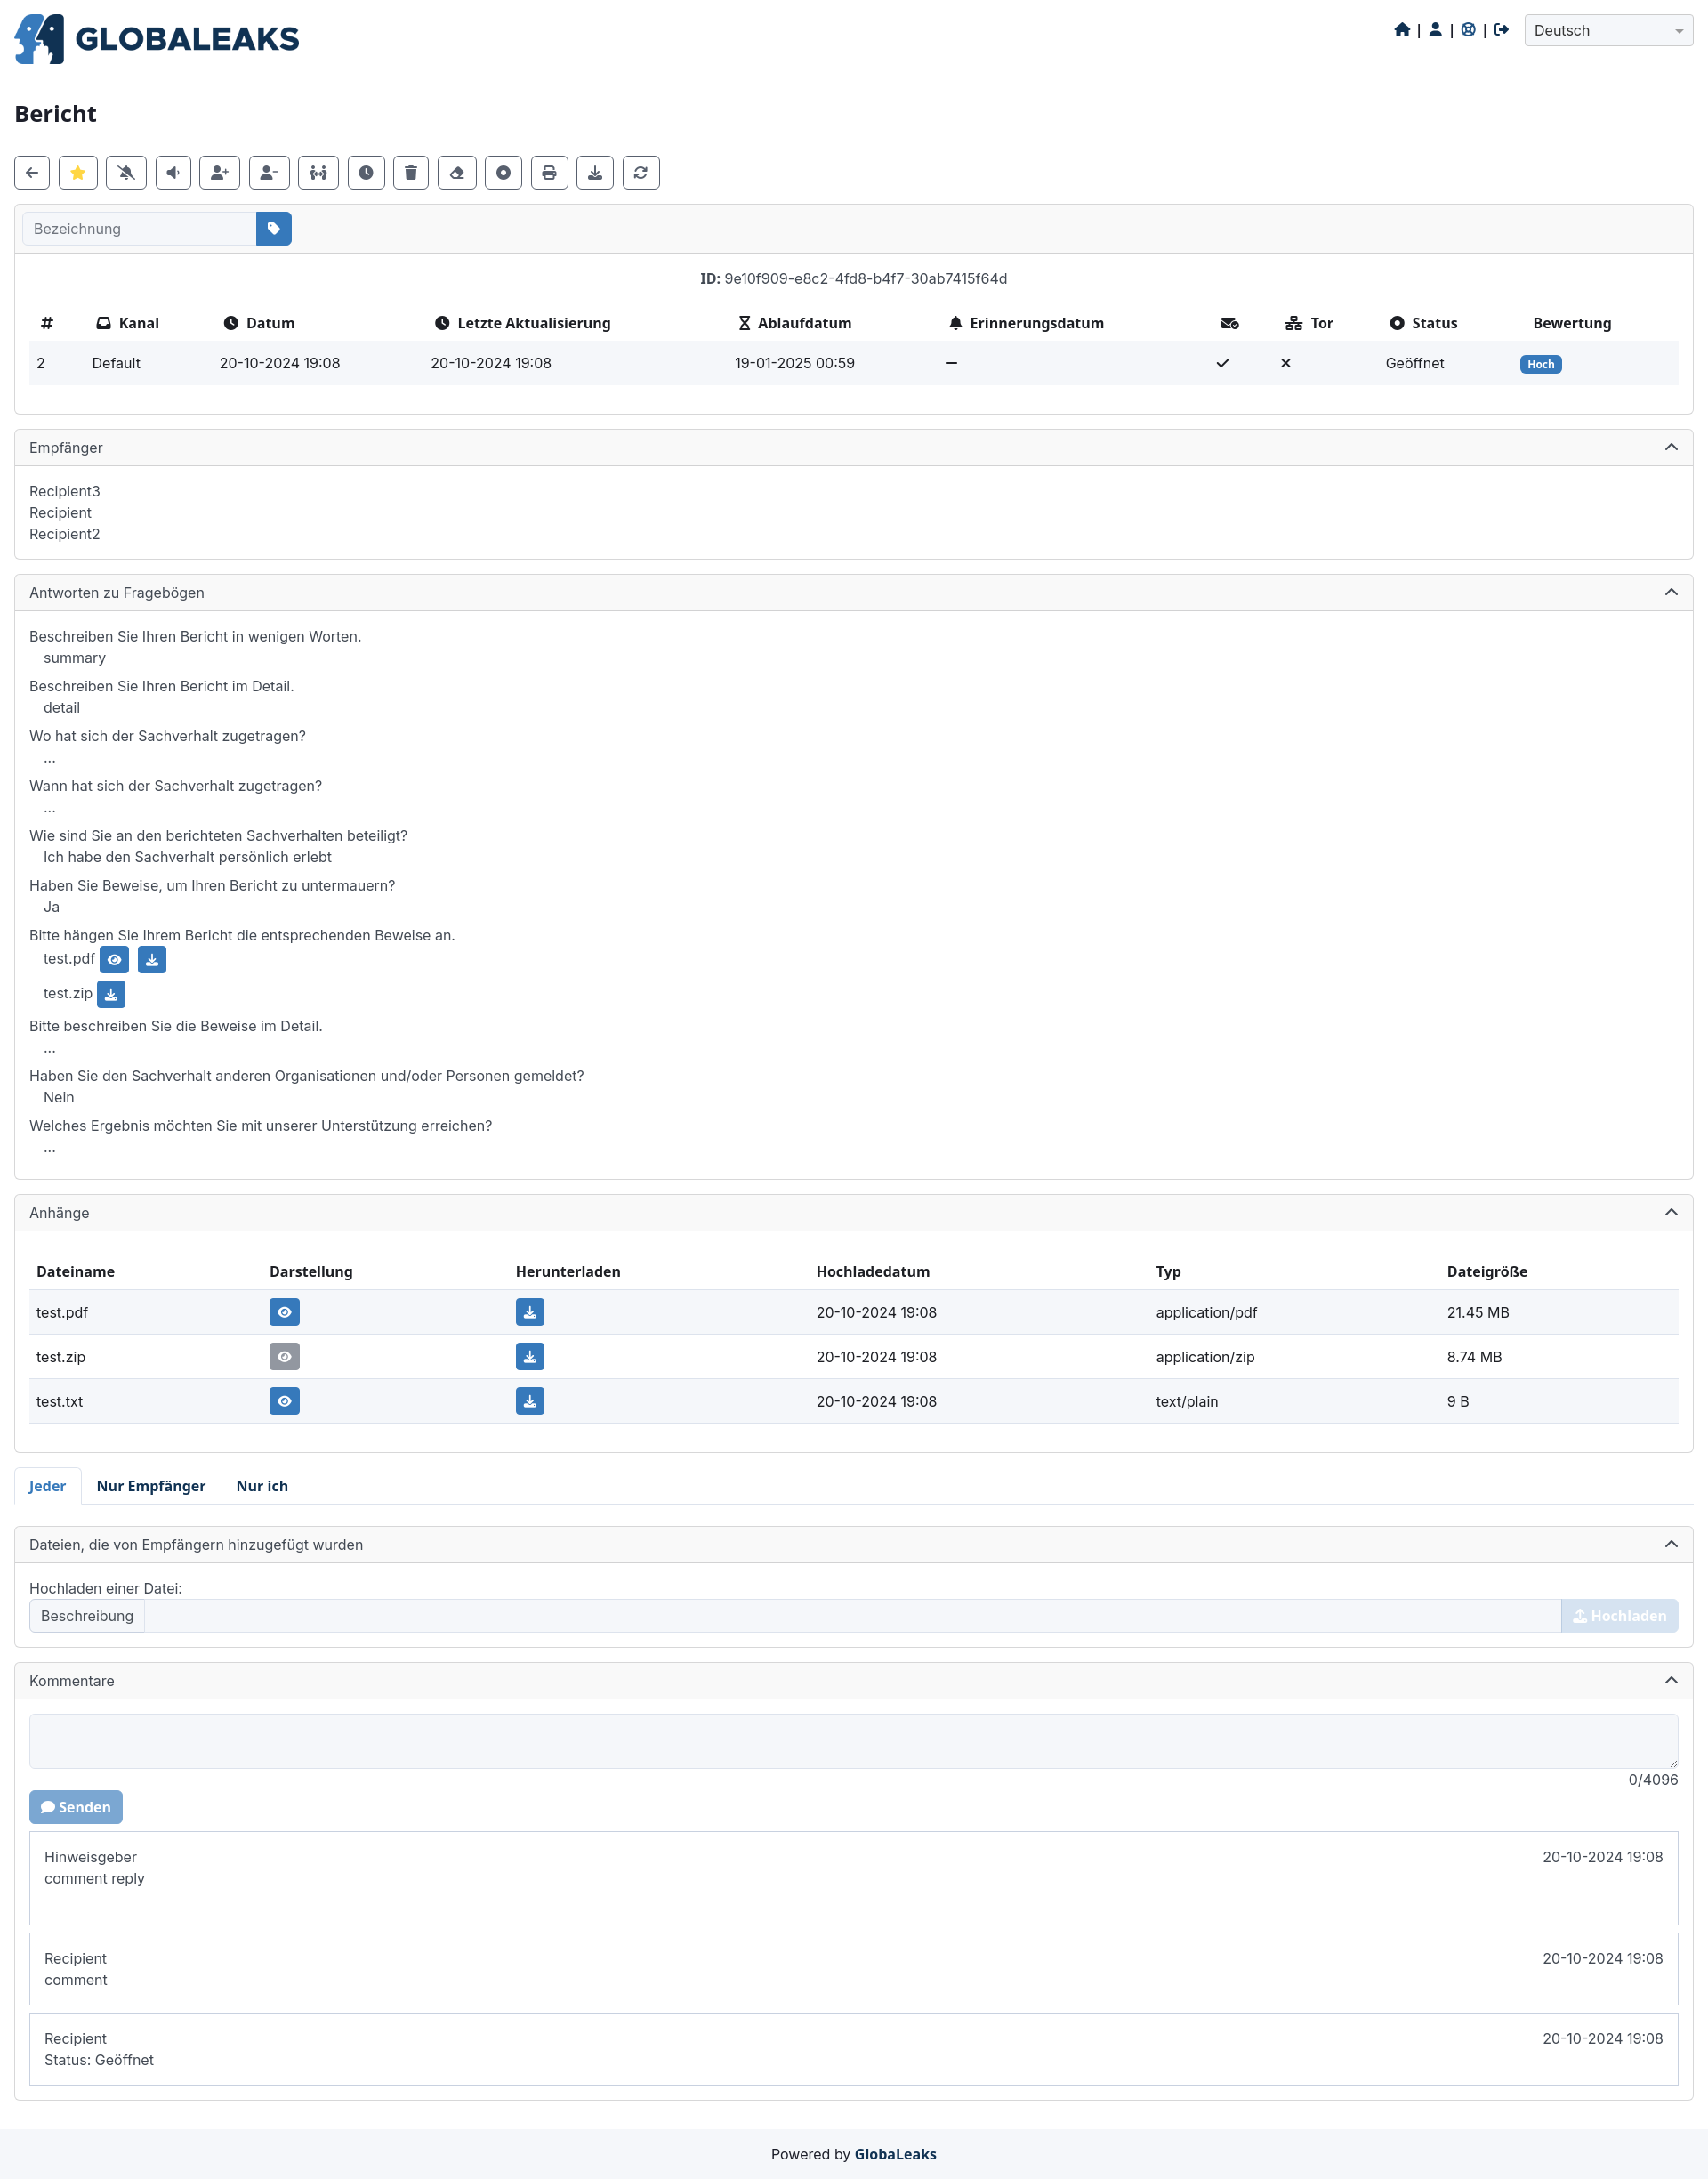 GLOBALEAKS
| | | Deutsch
Bericht
Bezeichnung
ID: 9e10f909-e8c2-4fd8-b4f7-30ab7415f64d
# Kanal Datum Letzte Aktualisierung Ablaufdatum Erinnerungsdatum Tor Status Bewertung
2 Default 20-10-2024 19:08 20-10-2024 19:08 19-01-2025 00:59 — Geöffnet Hoch
Empfänger
Recipient3
Recipient
Recipient2
Antworten zu Fragebögen
Beschreiben Sie Ihren Bericht in wenigen Worten.
summary
Beschreiben Sie Ihren Bericht im Detail.
detail
Wo hat sich der Sachverhalt zugetragen?
...
Wann hat sich der Sachverhalt zugetragen?
...
Wie sind Sie an den berichteten Sachverhalten beteiligt?
Ich habe den Sachverhalt persönlich erlebt
Haben Sie Beweise, um Ihren Bericht zu untermauern?
Ja
Bitte hängen Sie Ihrem Bericht die entsprechenden Beweise an.
test.pdf
test.zip
Bitte beschreiben Sie die Beweise im Detail.
...
Haben Sie den Sachverhalt anderen Organisationen und/oder Personen gemeldet?
Nein
Welches Ergebnis möchten Sie mit unserer Unterstützung erreichen?
...
Anhänge
Dateiname Darstellung Herunterladen Hochladedatum Typ Dateigröße
test.pdf 20-10-2024 19:08 application/pdf 21.45 MB
test.zip 20-10-2024 19:08 application/zip 8.74 MB
test.txt 20-10-2024 19:08 text/plain 9 B
Jeder Nur Empfänger Nur ich
Dateien, die von Empfängern hinzugefügt wurden
Hochladen einer Datei:
Beschreibung Hochladen
Kommentare
0/4096
Senden
Hinweisgeber 20-10-2024 19:08
comment reply
Recipient 20-10-2024 19:08
comment
Recipient 20-10-2024 19:08
Status: Geöffnet
Powered by GlobaLeaks